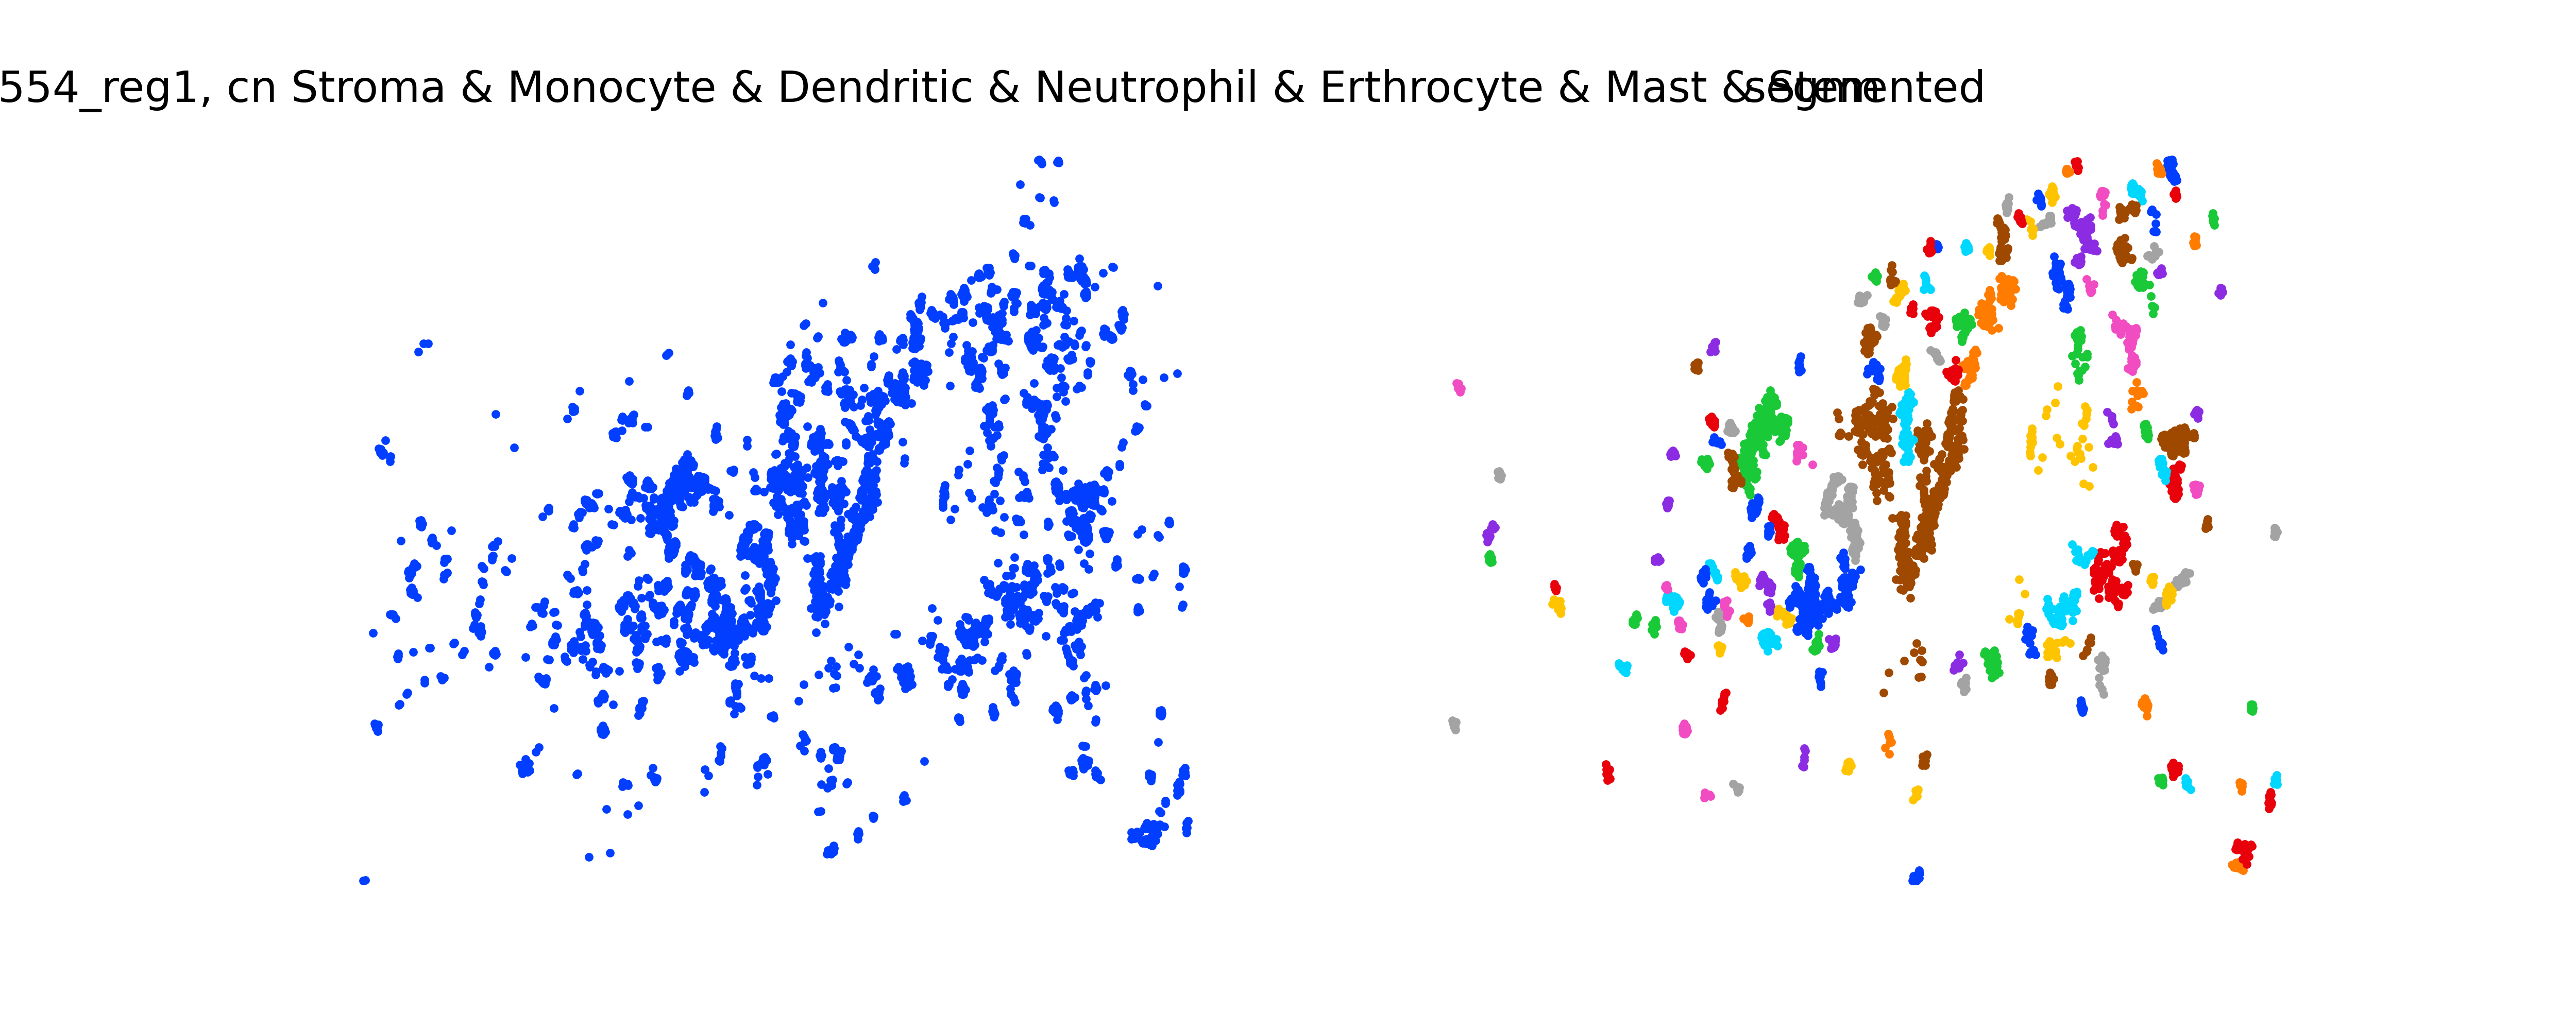 554_reg1, cn Stroma & Monocyte & Dendritic & Neutrophil & Erthrocyte & Mast & Stem
segmented